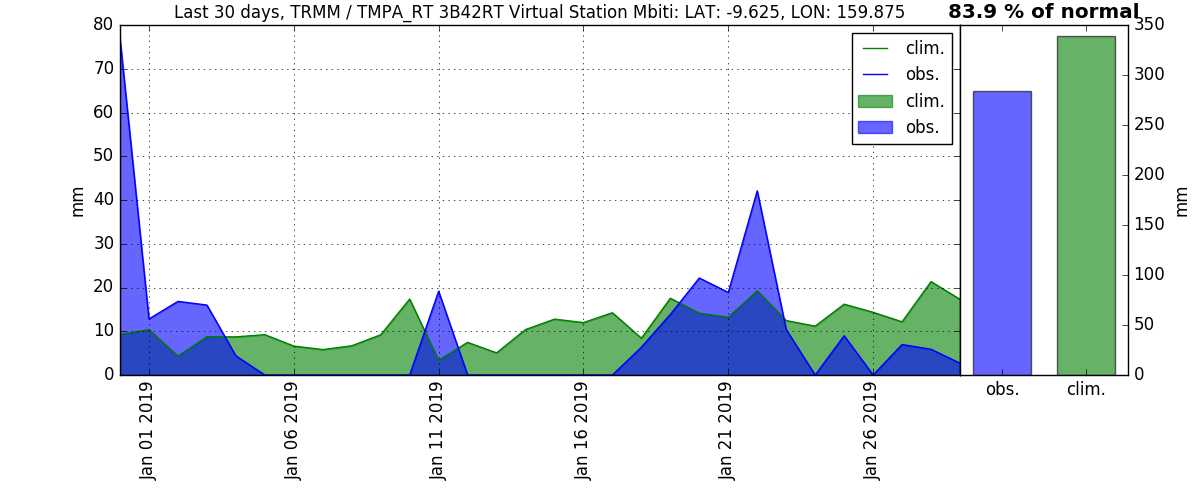 Last 30 days, TRMM / TMPA_RT 3B42RT Virtual Station Mbiti: LAT: -9.625, LON: 159.875
83.9 % of normal
80
70
60
50
40
30
20
10
0
mm
clim.
obs.
clim.
obs.
350
300
250
200
150
100
50
0
mm
Jan 01 2019
Jan 06 2019
Jan 11 2019
Jan 16 2019
Jan 21 2019
Jan 26 2019
obs.
clim.